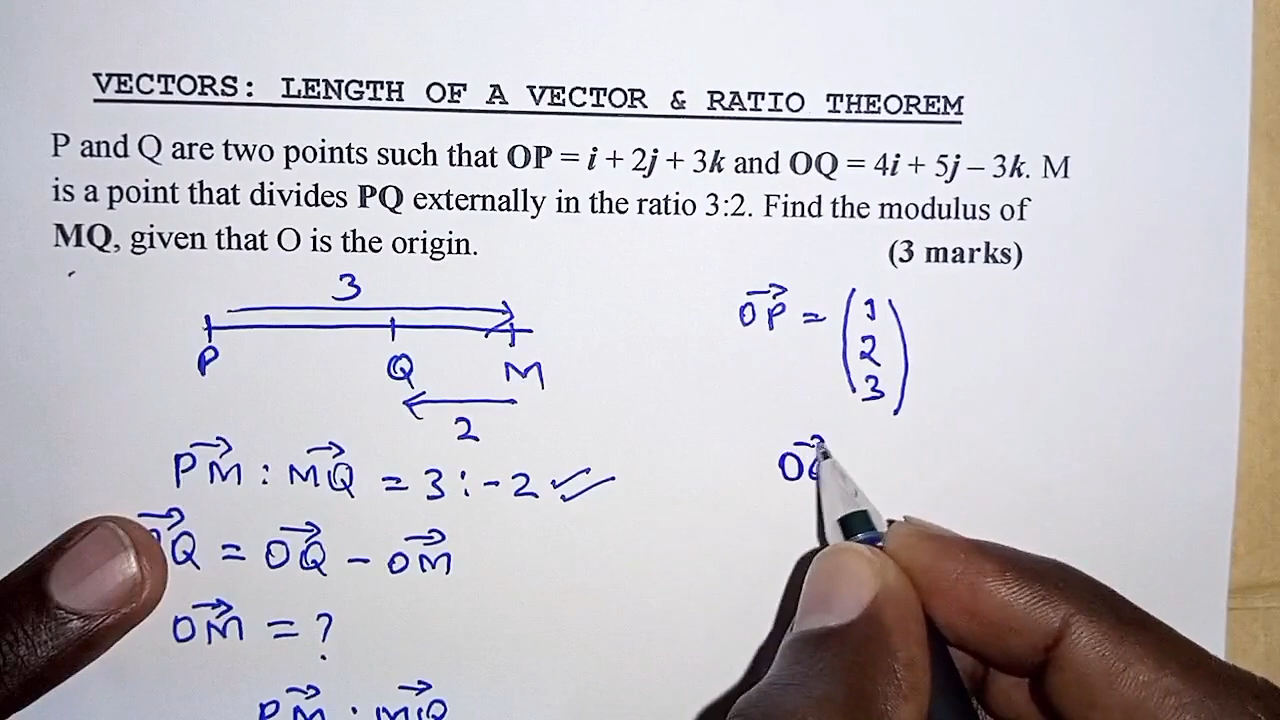 VECTORS: LENGTH OF A VECTOR & RATIO THEOREM
P and Q are two points such that OP = i + 2j + 3k and OQ = 4i + 5j – 3k. M
is a point that divides PQ externally in the ratio 3:2. Find the modulus of
MQ, given that O is the origin.
(3 marks)
3
P Q M
2
PM : MQ = 3 : -2
Q = OQ - OM
OM = ?
PM : MQ
OP = (1 2 3)